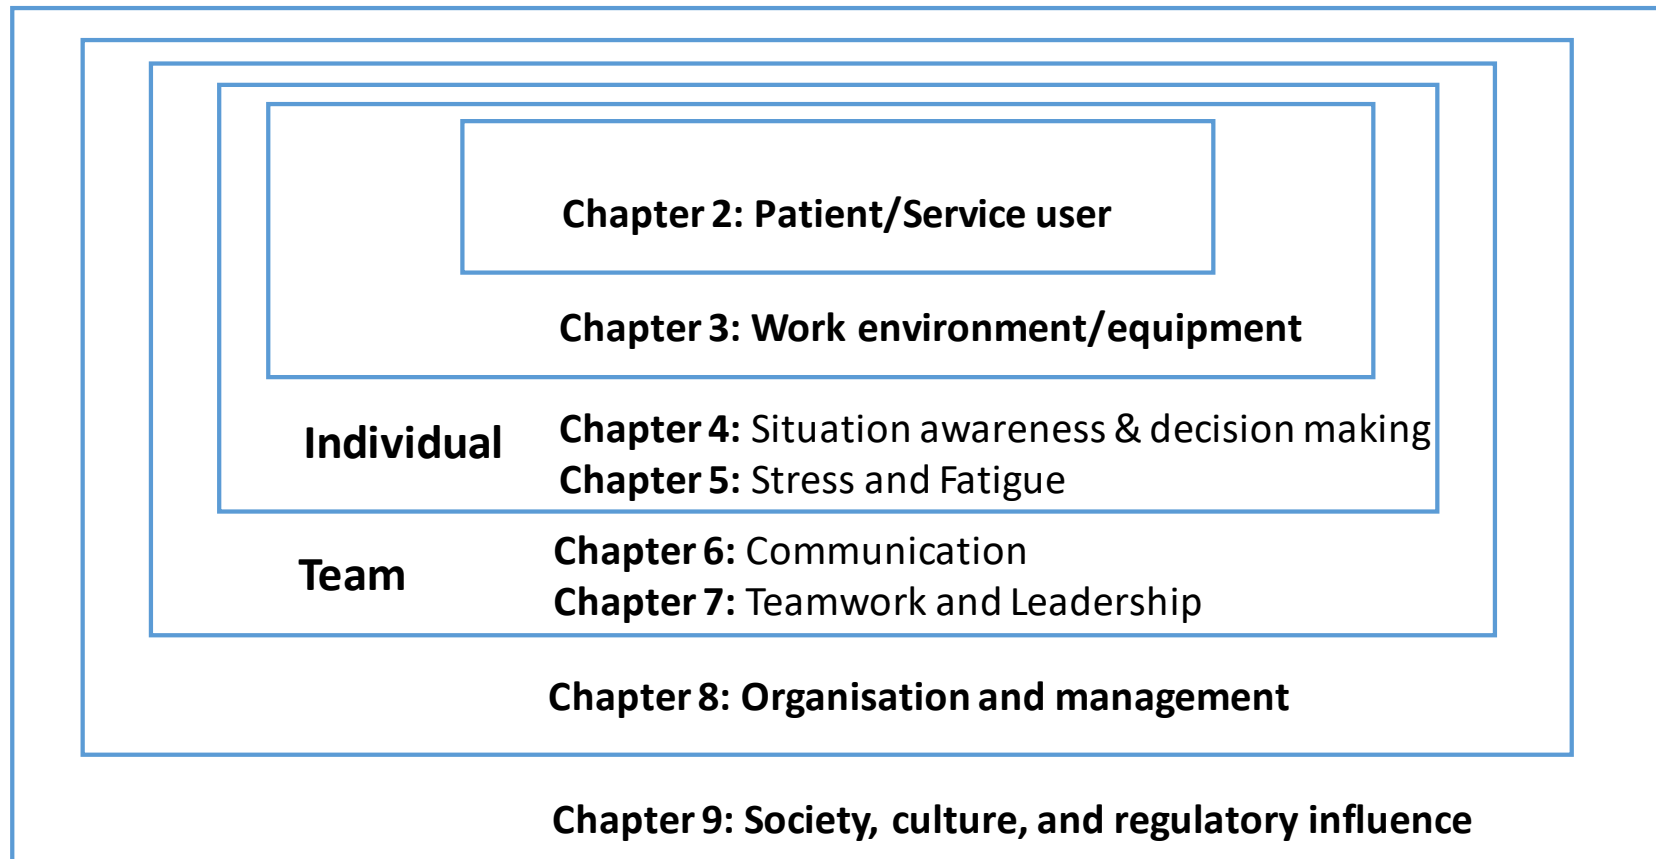 Chapter 2: Patient/Service user
Chapter 3: Work environment/equipment
Individual
Chapter 4: Situation awareness & decision making
Chapter 5: Stress and Fatigue
Team
Chapter 6: Communication
Chapter 7: Teamwork and Leadership
Chapter 8: Organisation and management
Chapter 9: Society, culture, and regulatory influence